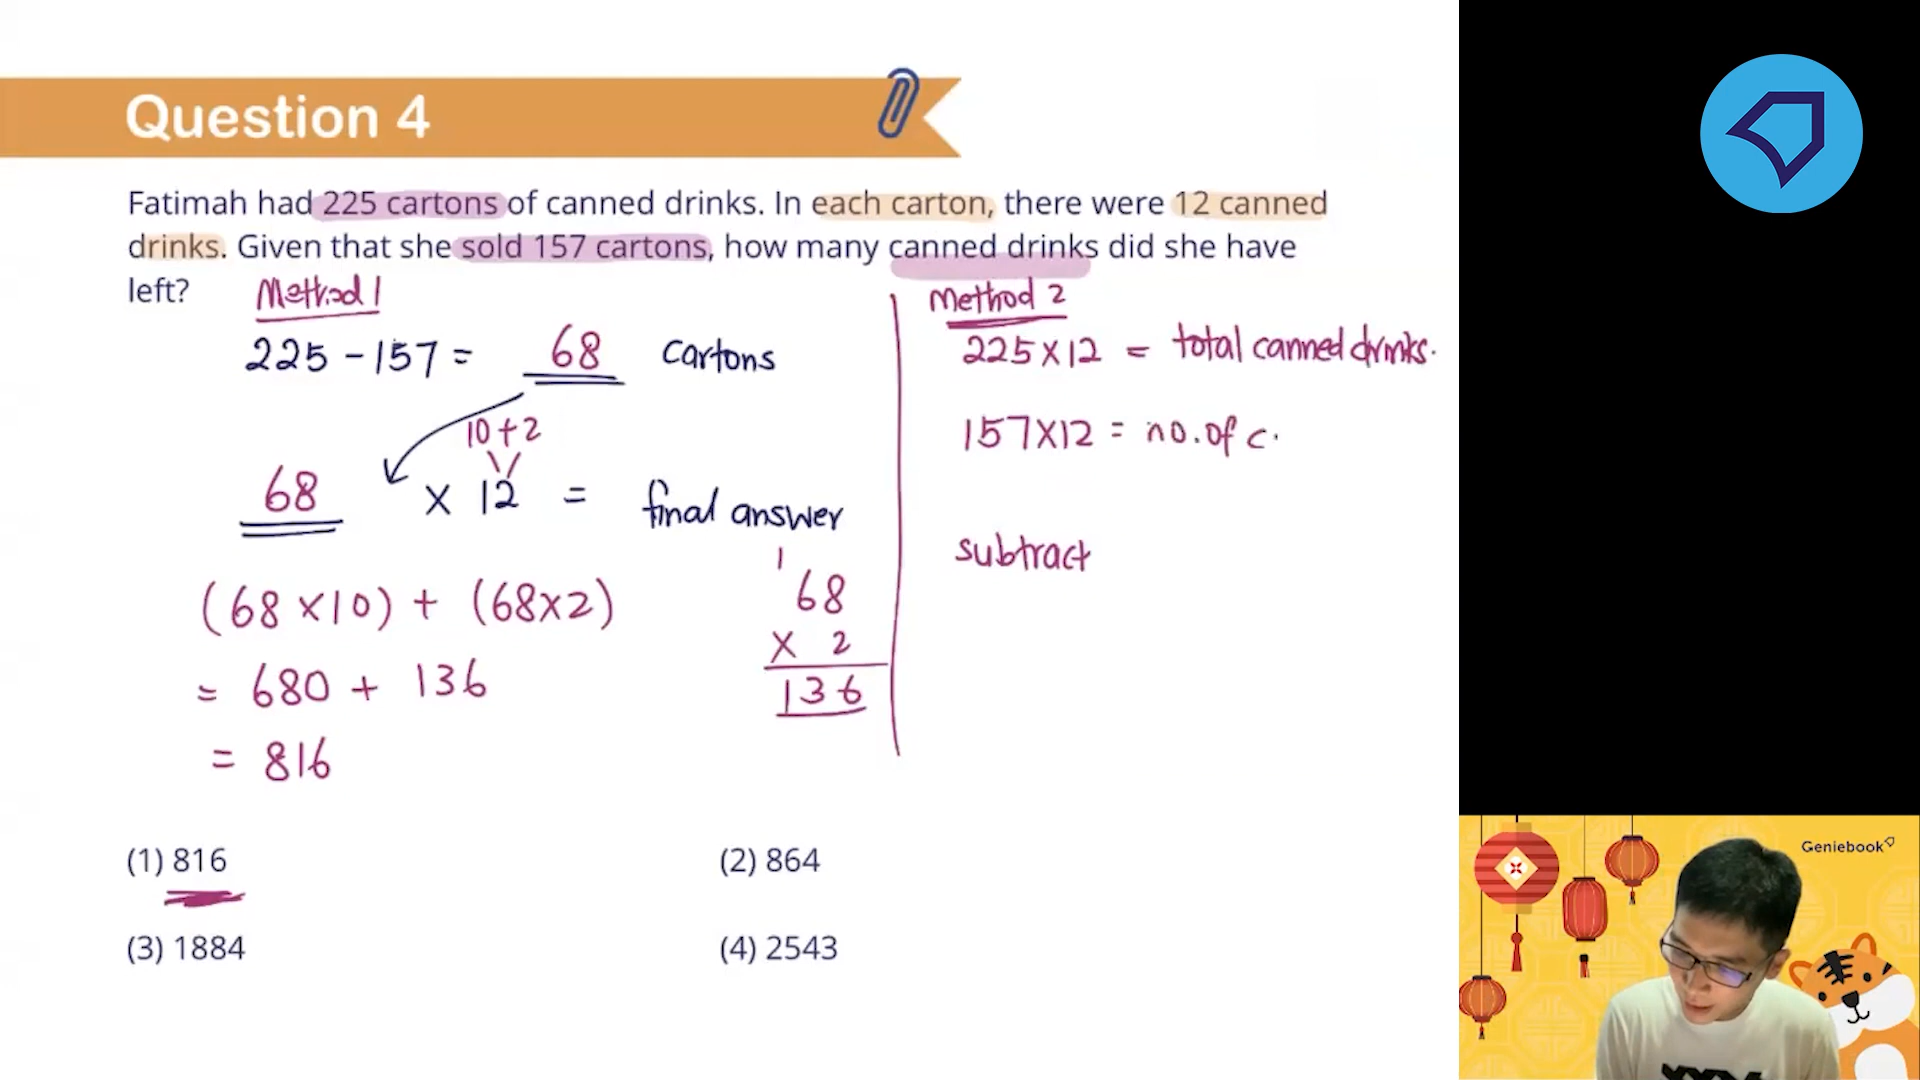 Question 4
Fatimah had 225 cartons of canned drinks. In each carton, there were 12 canned
drinks. Given that she sold 157 cartons, how many canned drinks did she have
left?
Method 1
225 - 157 = 68 cartons
10 + 2
68 x 12 = final answer
(68 x 10) + (68 x 2)
= 680 + 136
= 816
1
68
x 2
136
Method 2
225 x 12 = total canned drinks.
157 x 12 = no. of c.
subtract
(1) 816
(2) 864
(3) 1884
(4) 2543
Geniebook